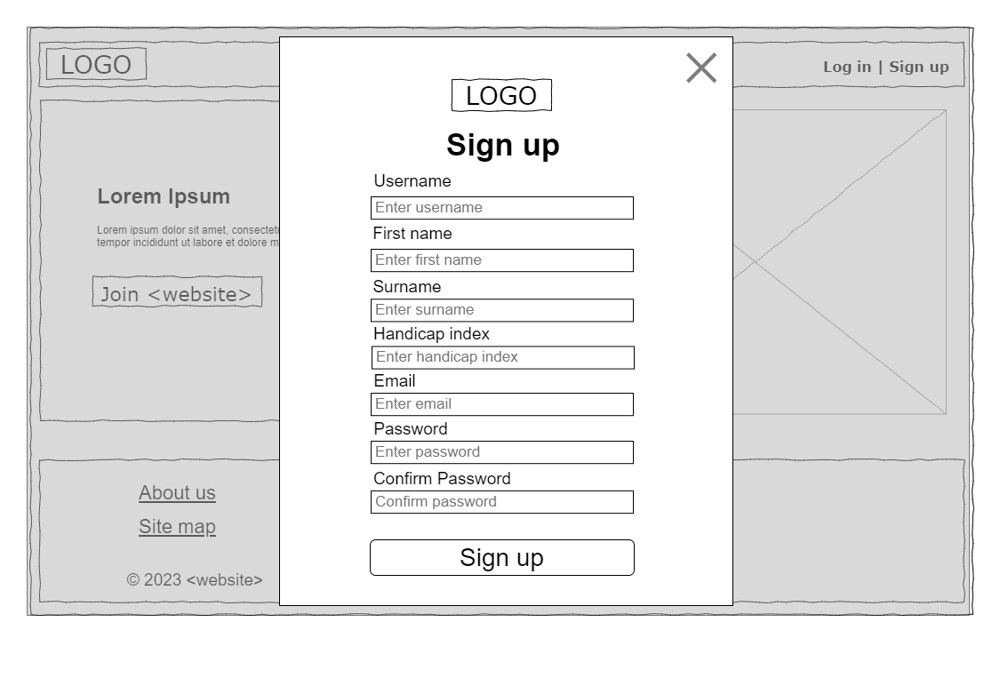 LOGO
Log in | Sign up
Lorem Ipsum
Lorem ipsum dolor sit amet,
tempor incididunt ut labore et dolore
Join <website>
About us
Site map
© 2023 <website>
LOGO
Sign up
Username
Enter username
First name
Enter first name
Surname
Enter surname
Handicap index
Enter handicap index
Email
Enter email
Password
Enter password
Confirm Password
Confirm password
Sign up